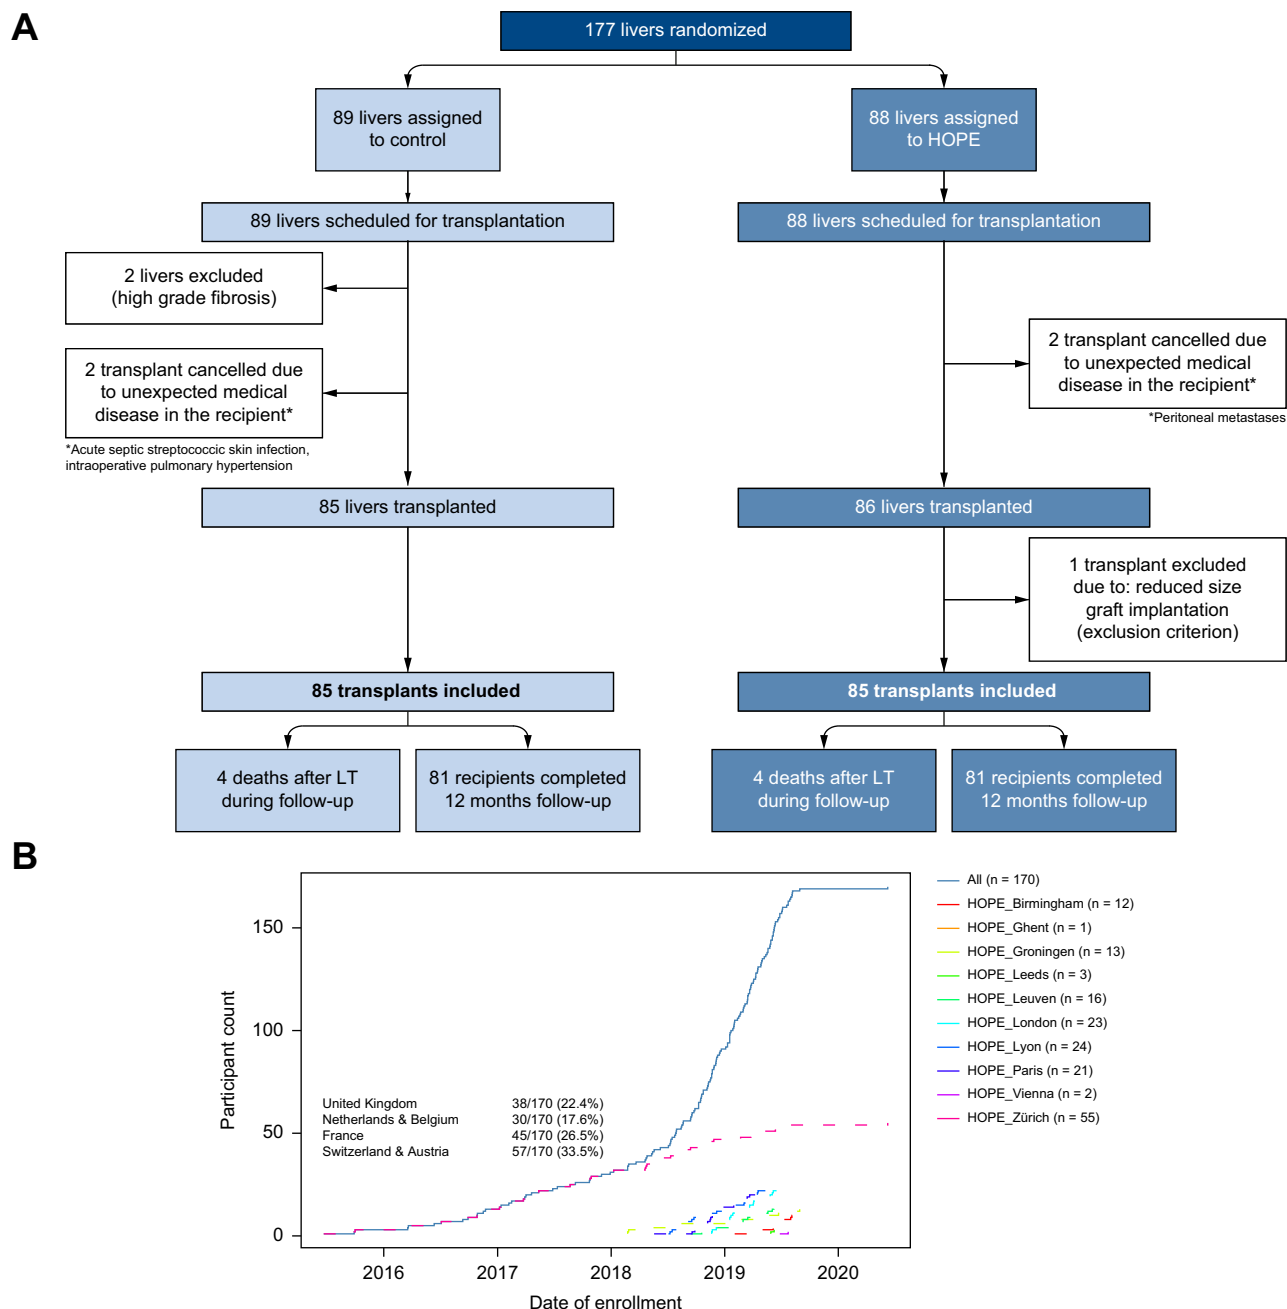 A
177 livers randomized
89 livers assigned
to control
88 livers assigned
to HOPE
89 livers scheduled for transplantation
88 livers scheduled for transplantation
2 livers excluded
(high grade fibrosis)
2 transplant cancelled due
to unexpected medical
disease in the recipient*
*Acute septic streptococcic skin infection,
intraoperative pulmonary hypertension
2 transplant cancelled due
to unexpected medical
disease in the recipient*
*Peritoneal metastases
85 livers transplanted
86 livers transplanted
1 transplant excluded
due to: reduced size
graft implantation
(exclusion criterion)
85 transplants included
85 transplants included
4 deaths after LT
during follow-up
81 recipients completed
12 months follow-up
4 deaths after LT
during follow-up
81 recipients completed
12 months follow-up
B
Participant count
150
100
50
0
United Kingdom 38/170 (22.4%)
Netherlands & Belgium 30/170 (17.6%)
France 45/170 (26.5%)
Switzerland & Austria 57/170 (33.5%)
2016 2017 2018 2019 2020
Date of enrollment
All (n = 170)
HOPE_Birmingham (n = 12)
HOPE_Ghent (n = 1)
HOPE_Groningen (n = 13)
HOPE_Leeds (n = 3)
HOPE_Leuven (n = 16)
HOPE_London (n = 23)
HOPE_Lyon (n = 24)
HOPE_Paris (n = 21)
HOPE_Vienna (n = 2)
HOPE_Zürich (n = 55)